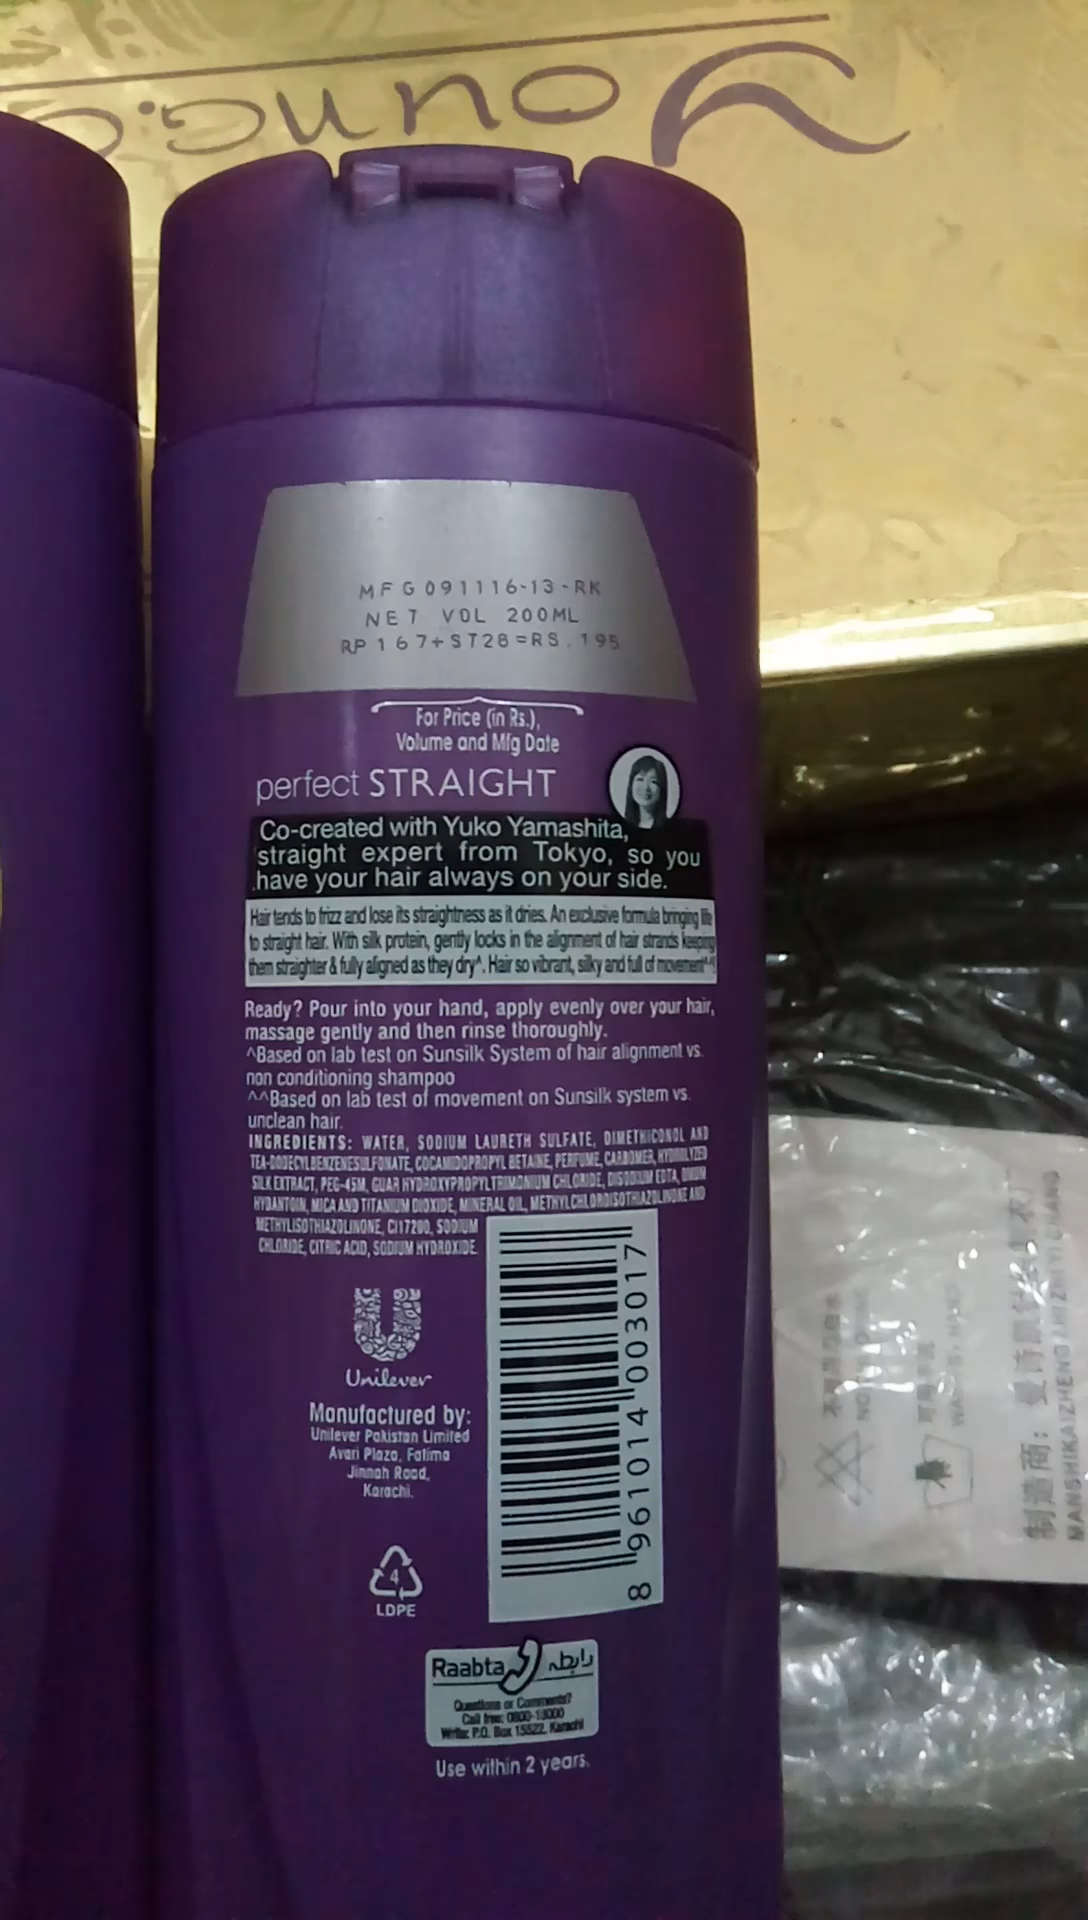 Young
MFG091116-13-RK
NET VOL 200ML
RP 167+ST28=RS.195
For Price (in Rs.),
Volume and Mfg Date
perfect STRAIGHT
Co-created with Yuko Yamashita,
straight expert from Tokyo, so you
have your hair always on your side.
Hair tends to frizz and lose its straightness as it dries. An exclusive formula bringing life
to straight hair. With silk protein, gently locks in the alignment of hair strands keeping
them straighter & fully aligned as they dry^. Hair so vibrant, silky and full of movement^^!
Ready? Pour into your hand, apply evenly over your hair,
massage gently and then rinse thoroughly.
^Based on lab test on Sunsilk System of hair alignment vs.
non conditioning shampoo
^^Based on lab test of movement on Sunsilk system vs.
unclean hair.
INGREDIENTS: WATER, SODIUM LAURETH SULFATE, DIMETHICONOL AND
TEA-DODECYLBENZENESULFONATE, COCAMIDOPROPYL BETAINE, PERFUME, CARBOMER, HYDROLYZED
SILK EXTRACT, PEG-45M, GUAR HYDROXYPROPYLTRIMONIUM CHLORIDE, DISODIUM EDTA, DMDM
HYDANTOIN, MICA AND TITANIUM DIOXIDE, MINERAL OIL, METHYLCHLOROISOTHIAZOLINONE AND
METHYLISOTHIAZOLINONE, CI17200, SODIUM
CHLORIDE, CITRIC ACID, SODIUM HYDROXIDE.
8 961014 003017
Unilever
Manufactured by:
Unilever Pakistan Limited
Avari Plaza, Fatima
Jinnah Road,
Karachi.
4
LDPE
Raabta رابطہ
Questions or Comments?
Call free: 0800-13000
Write: P.O. Box 15522, Karachi
Use within 2 years.
制造商: